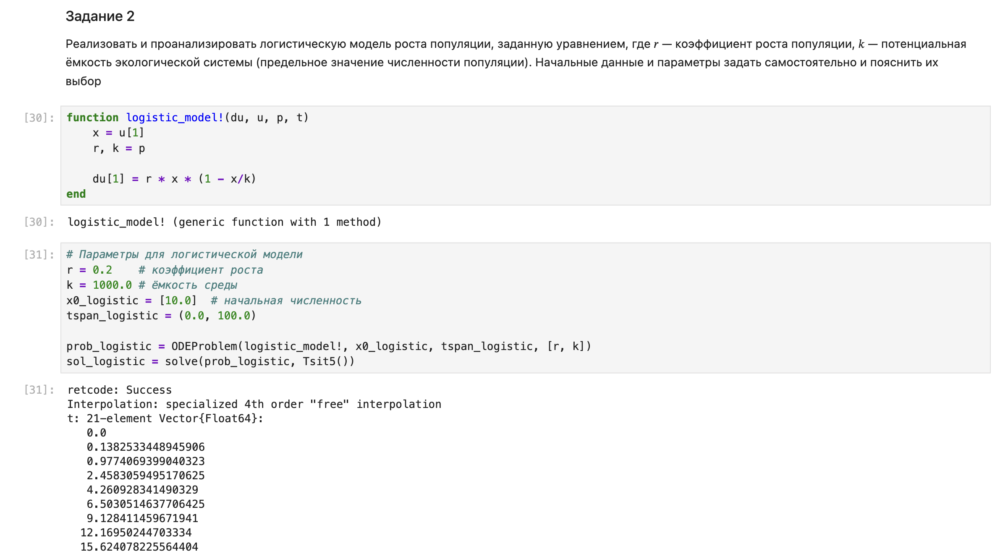 Задание 2
Реализовать и проанализировать логистическую модель роста популяции, заданную уравнением, где r — коэффициент роста популяции, k — потенциальная
ёмкость экологической системы (предельное значение численности популяции). Начальные данные и параметры задать самостоятельно и пояснить их
выбор
[30]: function logistic_model!(du, u, p, t)
    x = u[1]
    r, k = p
    du[1] = r * x * (1 - x/k)
end
[30]: logistic_model! (generic function with 1 method)
[31]: # Параметры для логистической модели
r = 0.2    # коэффициент роста
k = 1000.0 # ёмкость среды
x0_logistic = [10.0]  # начальная численность
tspan_logistic = (0.0, 100.0)
prob_logistic = ODEProblem(logistic_model!, x0_logistic, tspan_logistic, [r, k])
sol_logistic = solve(prob_logistic, Tsit5())
[31]: retcode: Success
Interpolation: specialized 4th order "free" interpolation
t: 21-element Vector{Float64}:
   0.0
   0.1382533448945906
   0.9774069399040323
   2.4583059495170625
   4.260928341490329
   6.5030514637706425
   9.128411459671941
  12.16950244703334
  15.624078225564404